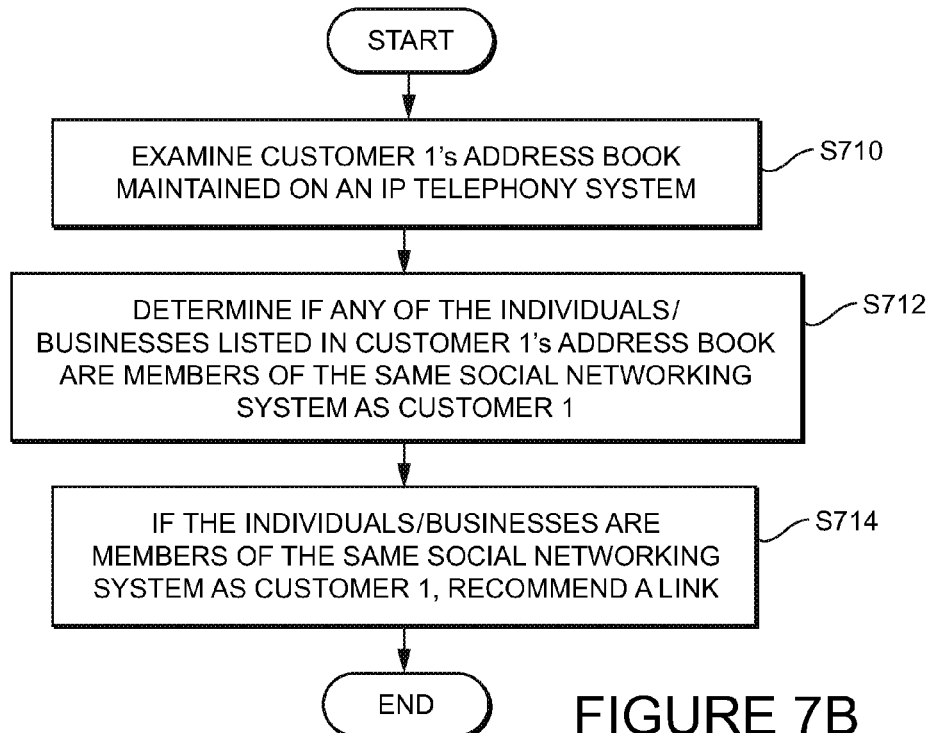 START
EXAMINE CUSTOMER 1's ADDRESS BOOK
MAINTAINED ON AN IP TELEPHONY SYSTEM
S710
DETERMINE IF ANY OF THE INDIVIDUALS/
BUSINESSES LISTED IN CUSTOMER 1's ADDRESS BOOK
ARE MEMBERS OF THE SAME SOCIAL NETWORKING
SYSTEM AS CUSTOMER 1
S712
IF THE INDIVIDUALS/BUSINESSES ARE
MEMBERS OF THE SAME SOCIAL NETWORKING
SYSTEM AS CUSTOMER 1, RECOMMEND A LINK
S714
END
FIGURE 7B